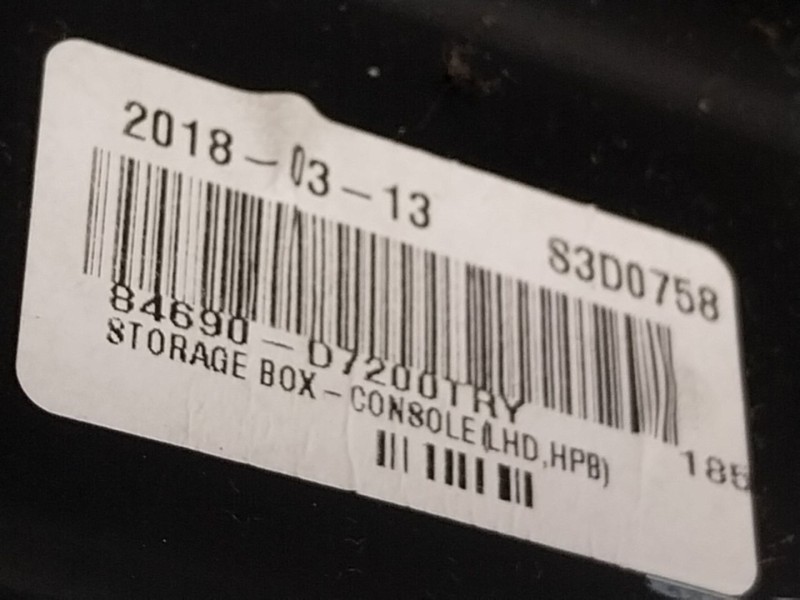 2018-03-13
S3D0758
84690-D7200TRY
STORAGE BOX-CONSOLE(LHD,HPB)
185